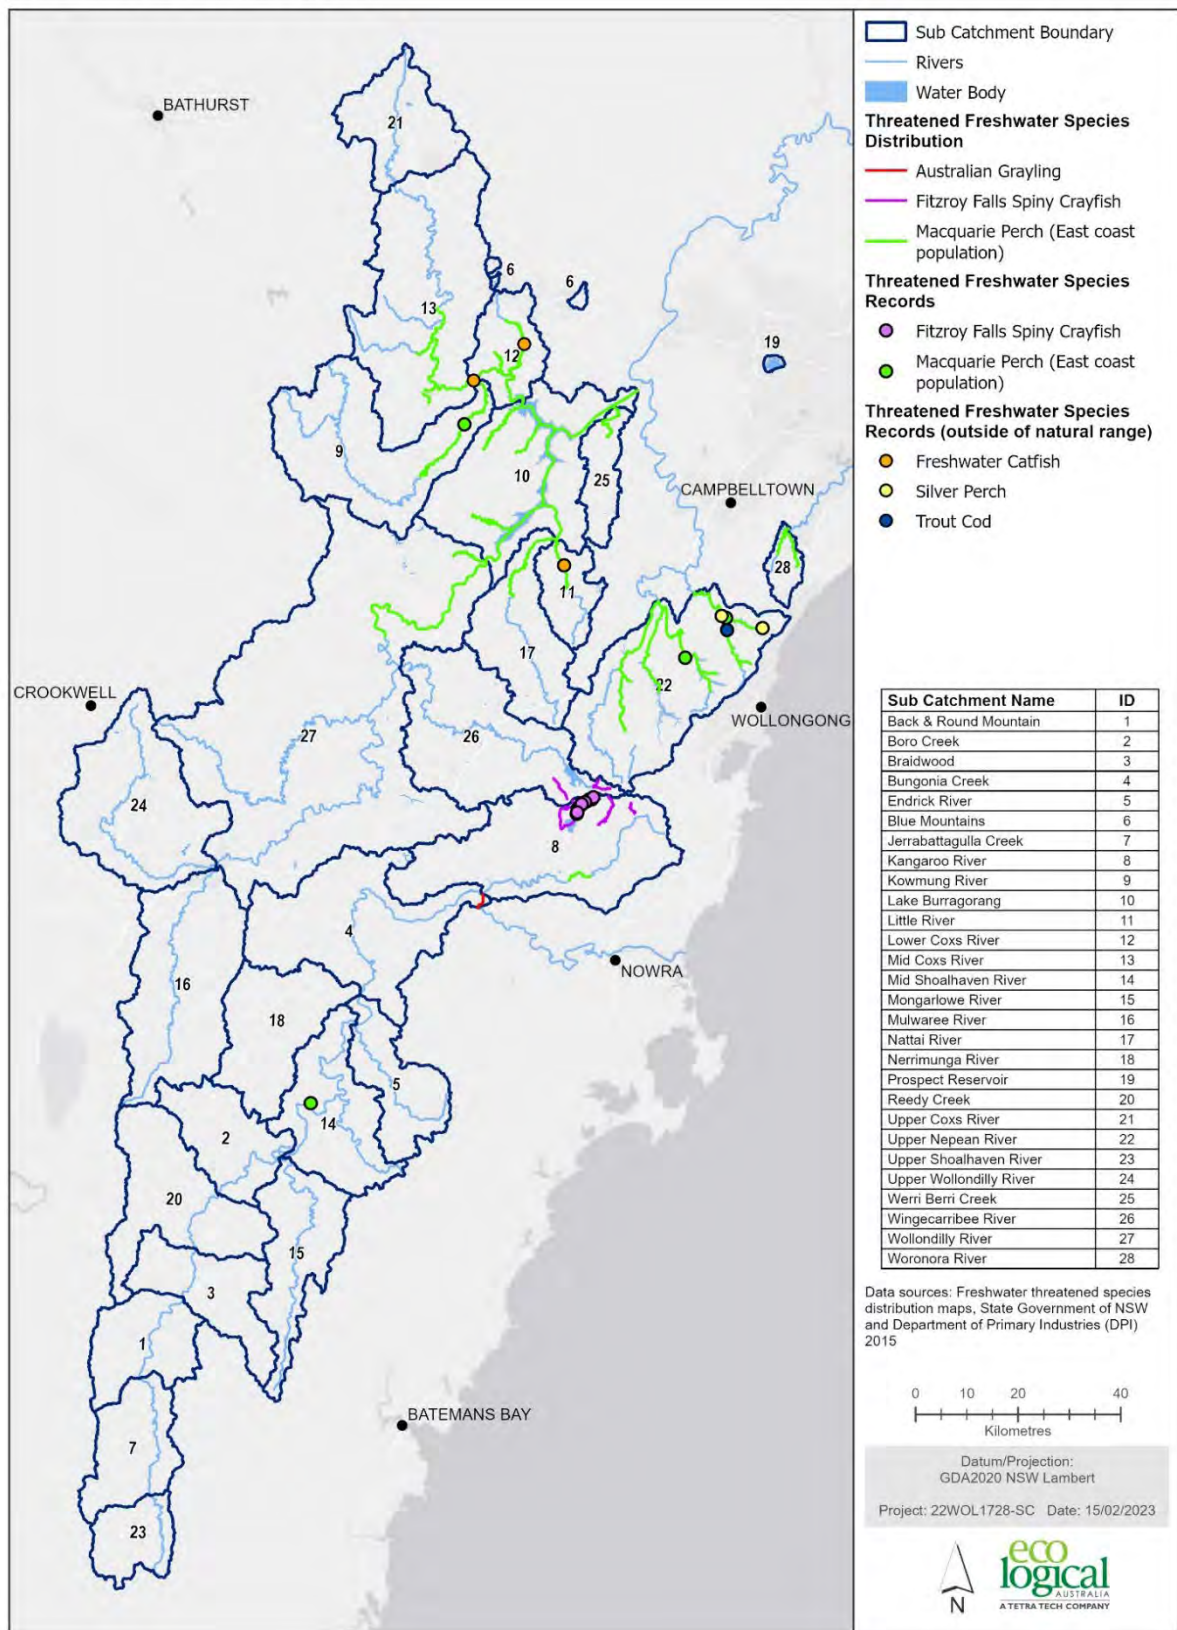 BATHURST
21
6
6
13
19
12
9
10
25
CAMPBELLTOWN
28
11
17
22
CROOKWELL
WOLLONGONG
27
26
24
8
4
NOWRA
16
18
5
14
2
20
15
3
1
BATEMANS BAY
7
23
Sub Catchment Boundary
Rivers
Water Body
Threatened Freshwater Species
Distribution
Australian Grayling
Fitzroy Falls Spiny Crayfish
Macquarie Perch (East coast
population)
Threatened Freshwater Species
Records
Fitzroy Falls Spiny Crayfish
Macquarie Perch (East coast
population)
Threatened Freshwater Species
Records (outside of natural range)
Freshwater Catfish
Silver Perch
Trout Cod
Sub Catchment Name ID
Back & Round Mountain 1
Boro Creek 2
Braidwood 3
Bungonia Creek 4
Endrick River 5
Blue Mountains 6
Jerrabattagulla Creek 7
Kangaroo River 8
Kowmung River 9
Lake Burragorang 10
Little River 11
Lower Coxs River 12
Mid Coxs River 13
Mid Shoalhaven River 14
Mongarlowe River 15
Mulwaree River 16
Nattai River 17
Nerrimunga River 18
Prospect Reservoir 19
Reedy Creek 20
Upper Coxs River 21
Upper Nepean River 22
Upper Shoalhaven River 23
Upper Wollondilly River 24
Werri Berri Creek 25
Wingecarribee River 26
Wollondilly River 27
Woronora River 28
Data sources: Freshwater threatened species
distribution maps, State Government of NSW
and Department of Primary Industries (DPI)
2015
0 10 20 40
Kilometres
Datum/Projection:
GDA2020 NSW Lambert
Project: 22WOL1728-SC Date: 15/02/2023
N
eco
logical
AUSTRALIA
A TETRA TECH COMPANY